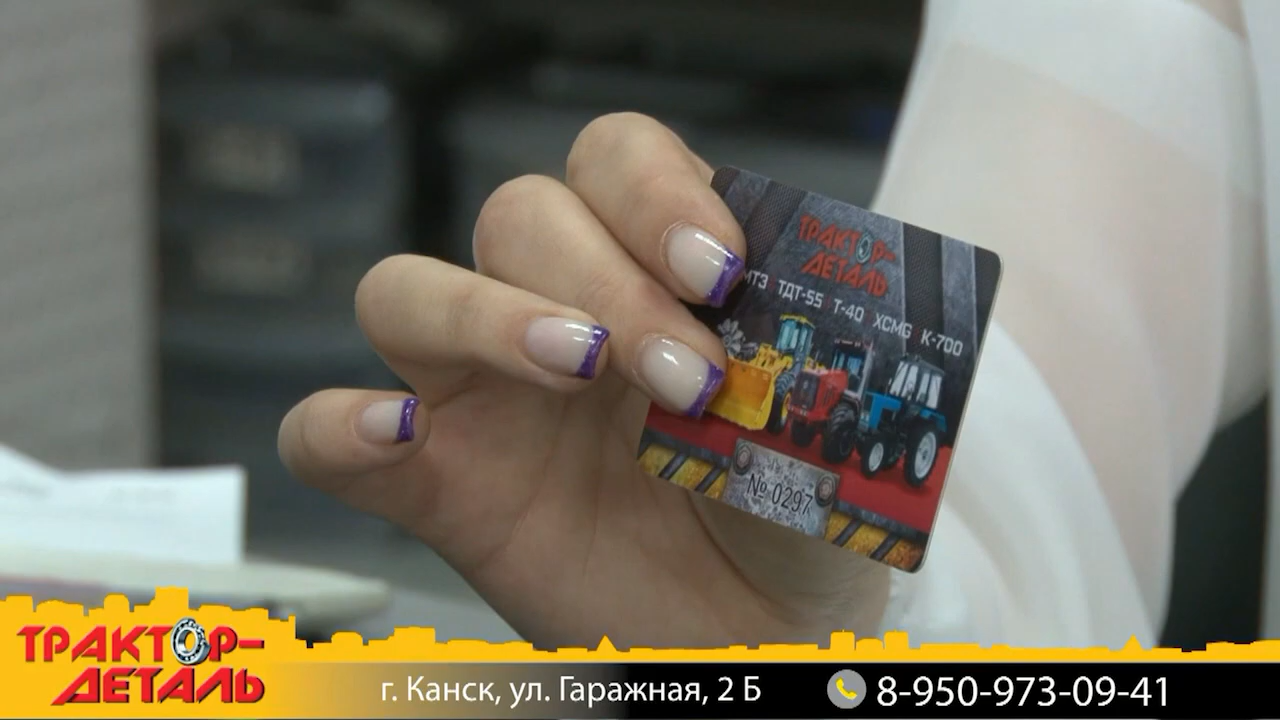 ТРАКТОР-
ДЕТАЛЬ
МТЗ ТДТ-55 Т-40 XCMG К-700
№ 0297
ТРАКТОР-
ДЕТАЛЬ
г. Канск, ул. Гаражная, 2 Б
8-950-973-09-41